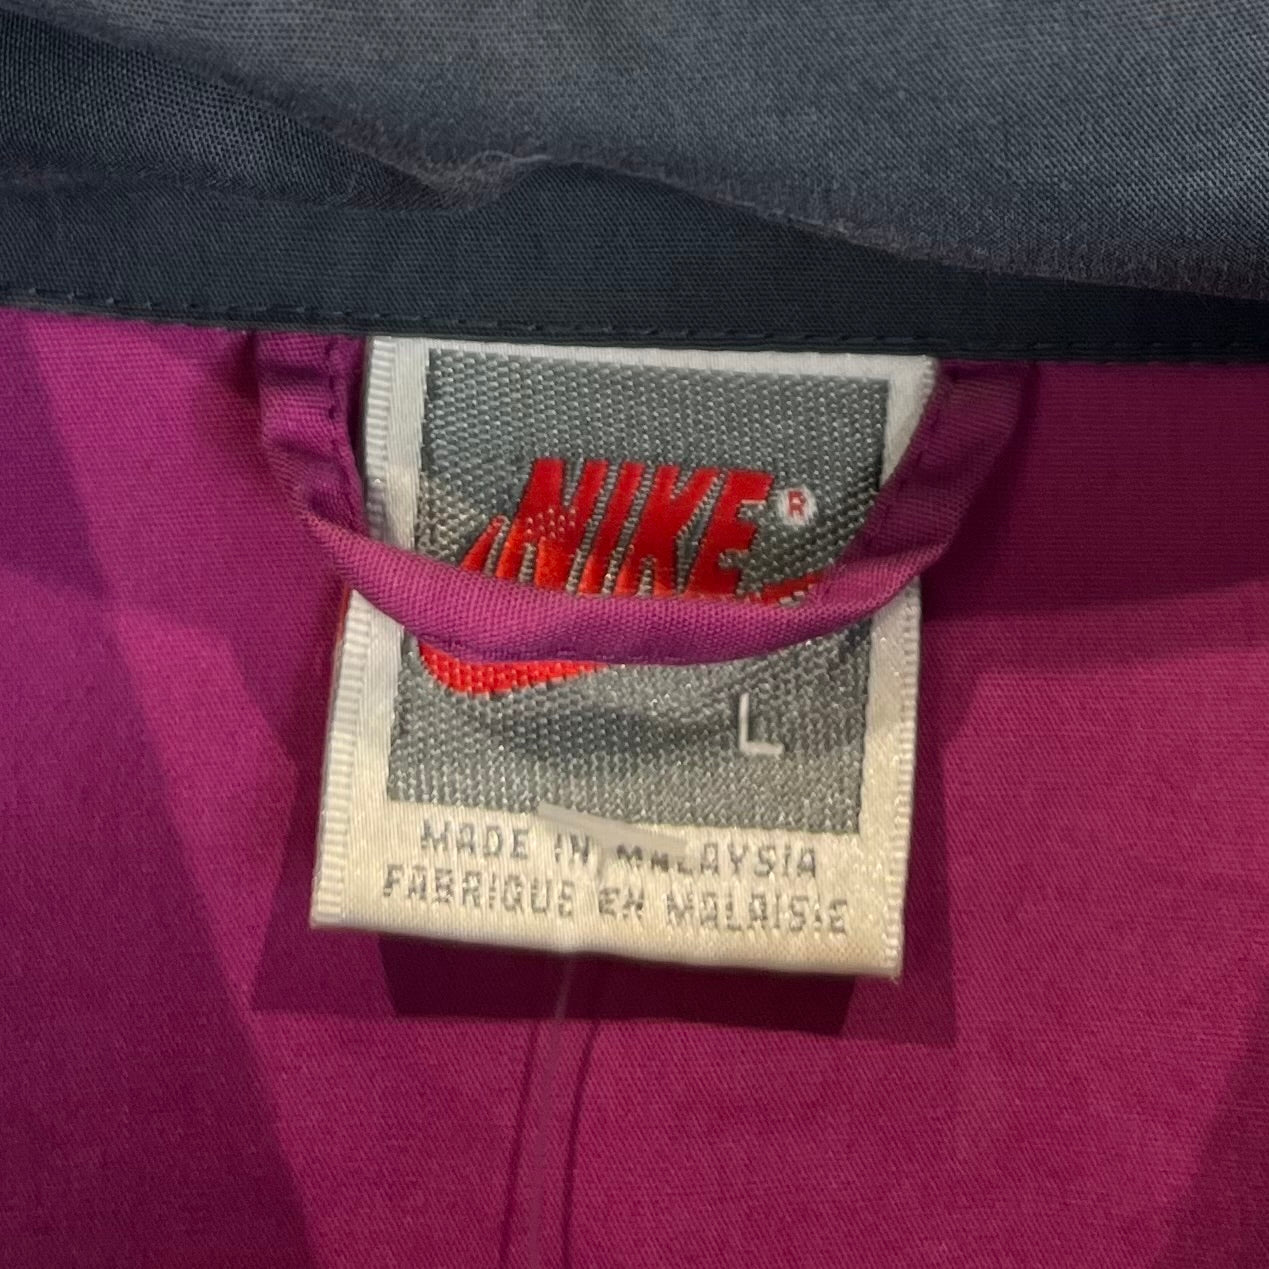 NIKE®
L
MADE IN MALAYSIA
FABRIQUE EN MALAISIE